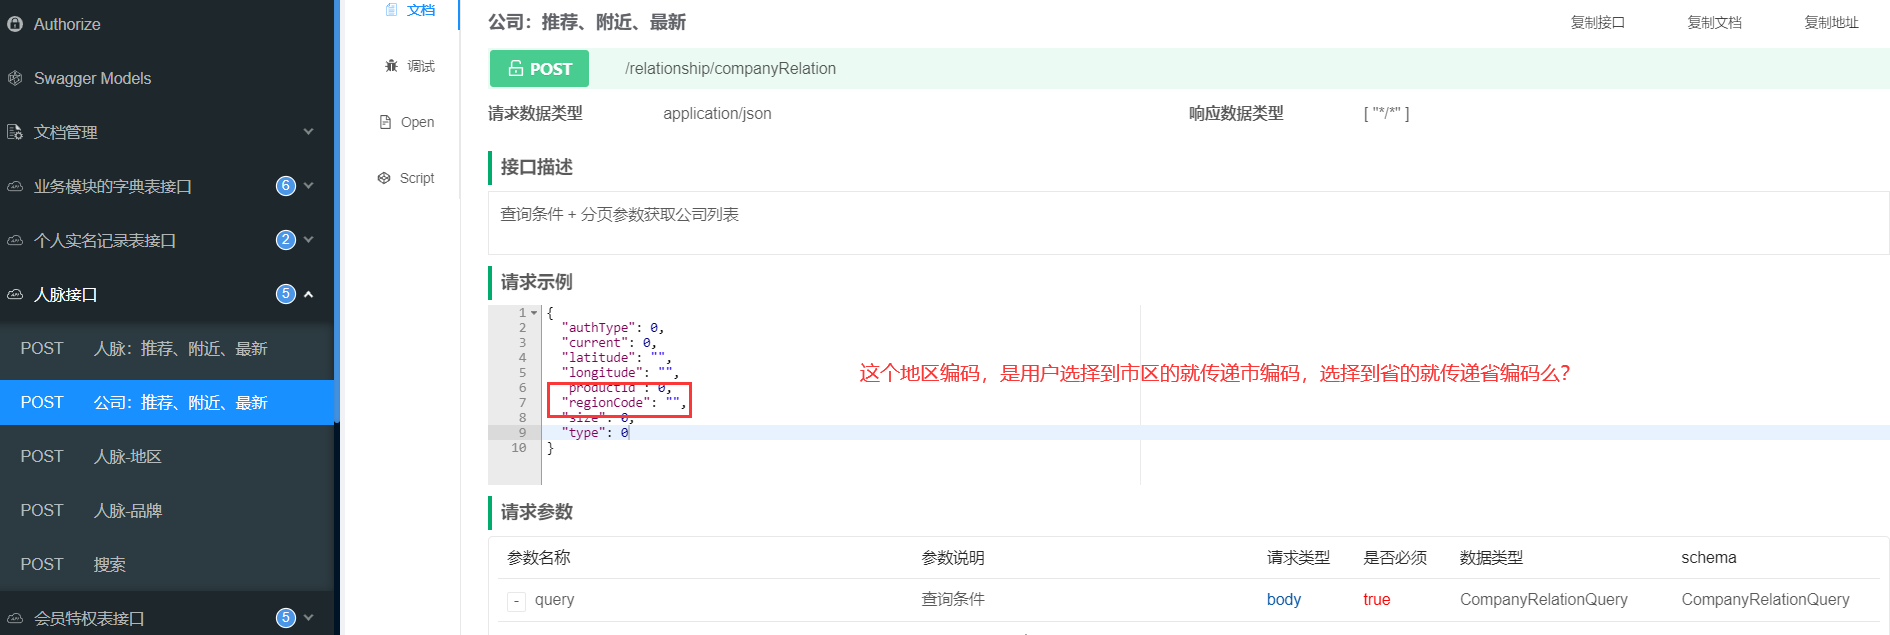 Authorize
Swagger Models
文档管理
业务模块的字典表接口 6
个人实名记录表接口 2
人脉接口 5
POST 人脉：推荐、附近、最新
POST 公司：推荐、附近、最新
POST 人脉-地区
POST 人脉-品牌
POST 搜索
会员特权表接口 5
文档
调试
Open
Script
公司：推荐、附近、最新
复制接口 复制文档 复制地址
POST /relationship/companyRelation
请求数据类型 application/json 响应数据类型 [ "*/*" ]
接口描述
查询条件 + 分页参数获取公司列表
请求示例
1 {
2 "authType": 0,
3 "current": 0,
4 "latitude": "",
5 "longitude": "",
6 "productId": 0,
7 "regionCode": "",
8 "size": 0,
9 "type": 0
10 }
这个地区编码，是用户选择到市区的就传递市编码，选择到省的就传递省编码么？
请求参数
参数名称 参数说明 请求类型 是否必须 数据类型 schema
- query 查询条件 body true CompanyRelationQuery CompanyRelationQuery